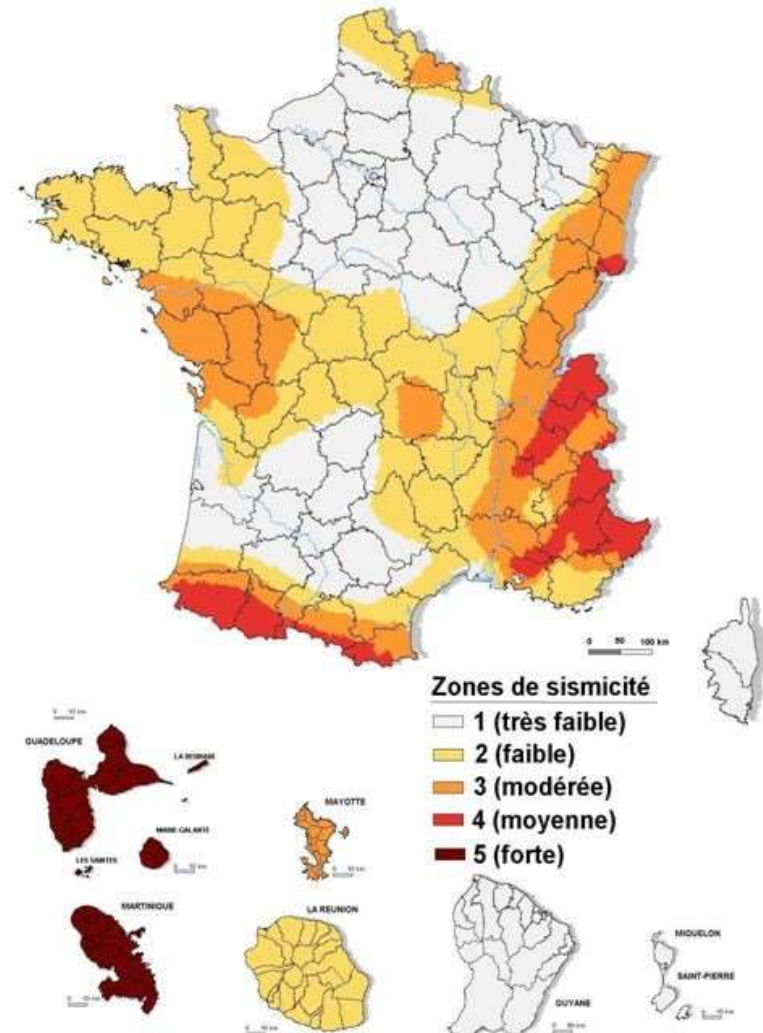 0 50 100 km
Zones de sismicité
1 (très faible)
2 (faible)
3 (modérée)
4 (moyenne)
5 (forte)
GUADELOUPE
LA DESIRADE
MARIE-GALANTE
LES SAINTES
MAYOTTE
MARTINIQUE
LA REUNION
GUYANE
MIQUELON
SAINT-PIERRE